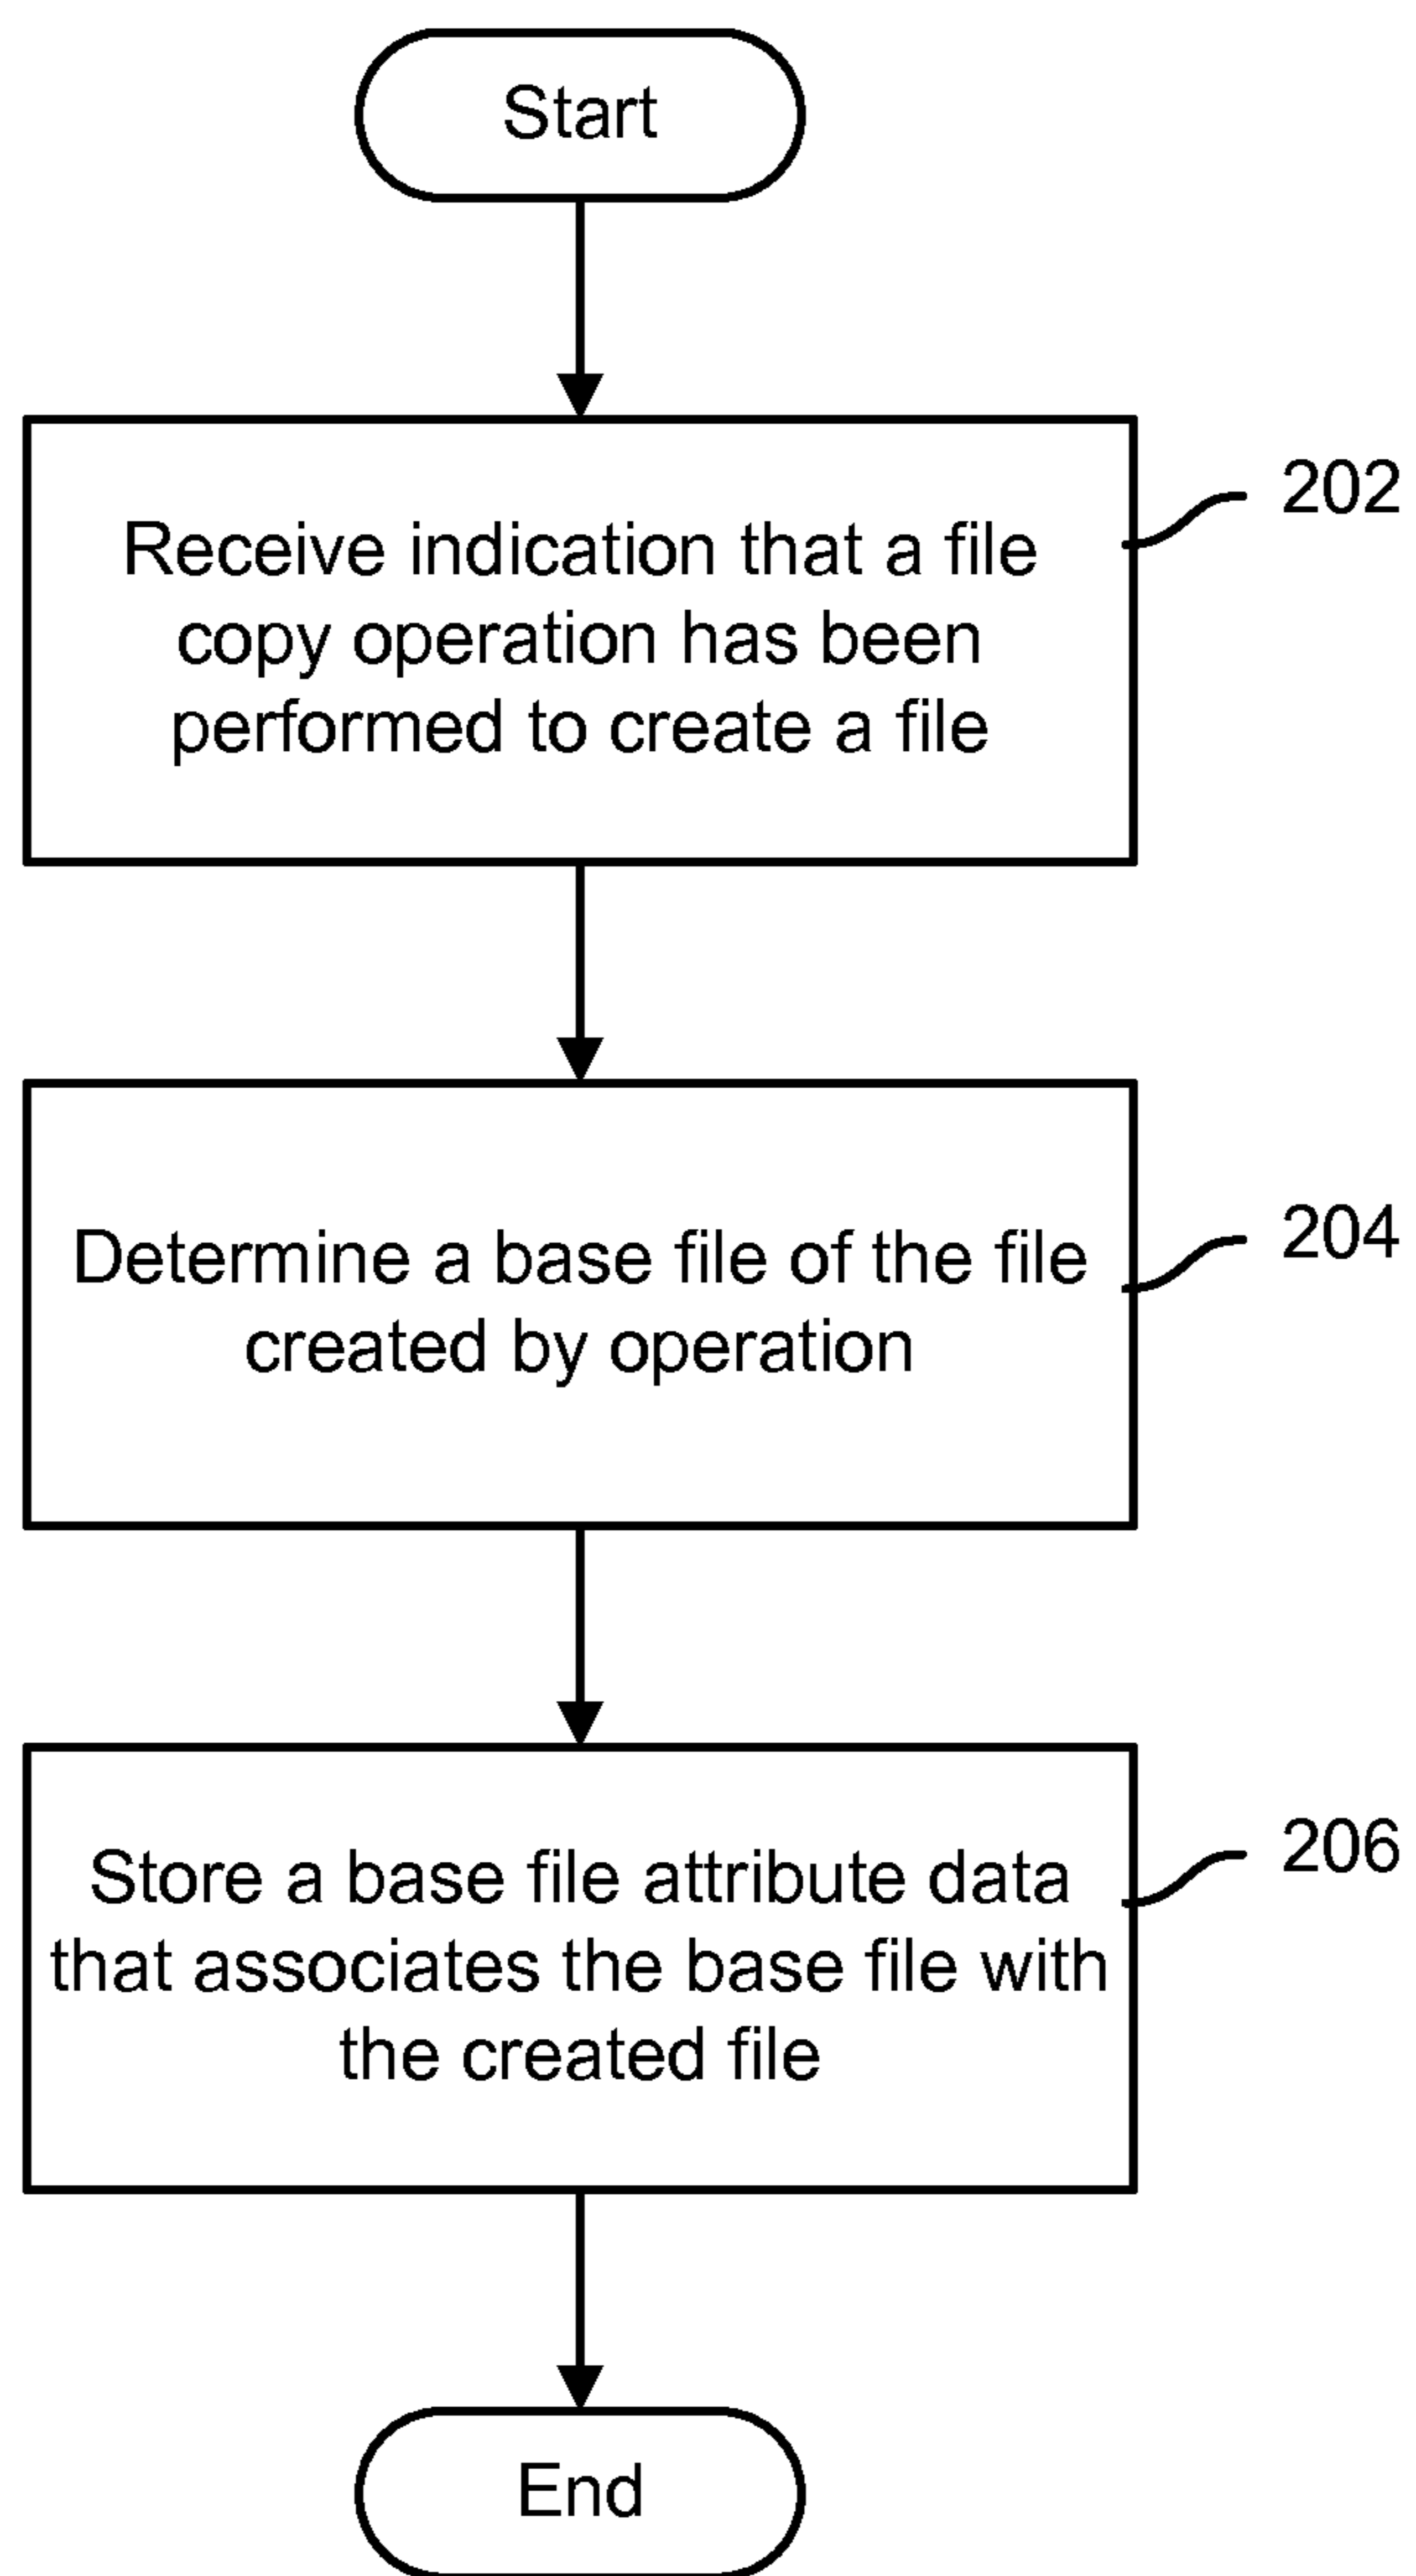 Start
Receive indication that a file
copy operation has been
performed to create a file
202
Determine a base file of the file
created by operation
204
Store a base file attribute data
that associates the base file with
the created file
206
End